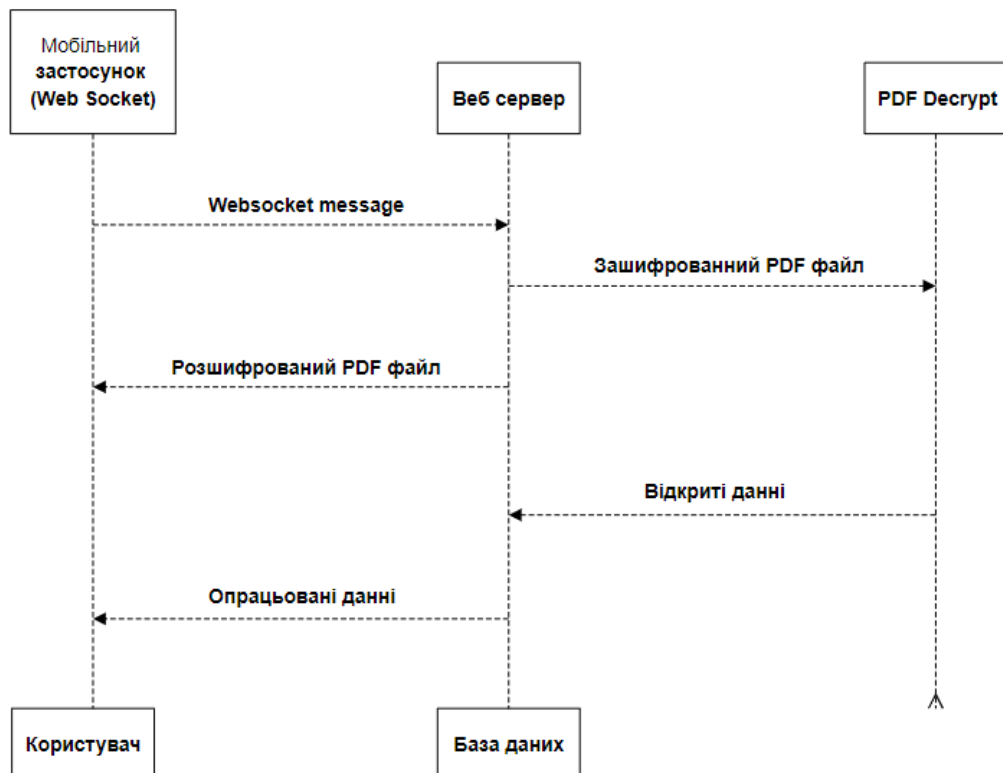 Мобільний
застосунок
(Web Socket)
Веб сервер
PDF Decrypt
Websocket message
Зашифрованний PDF файл
Розшифрований PDF файл
Відкриті данні
Опрацьовані данні
Користувач
База даних